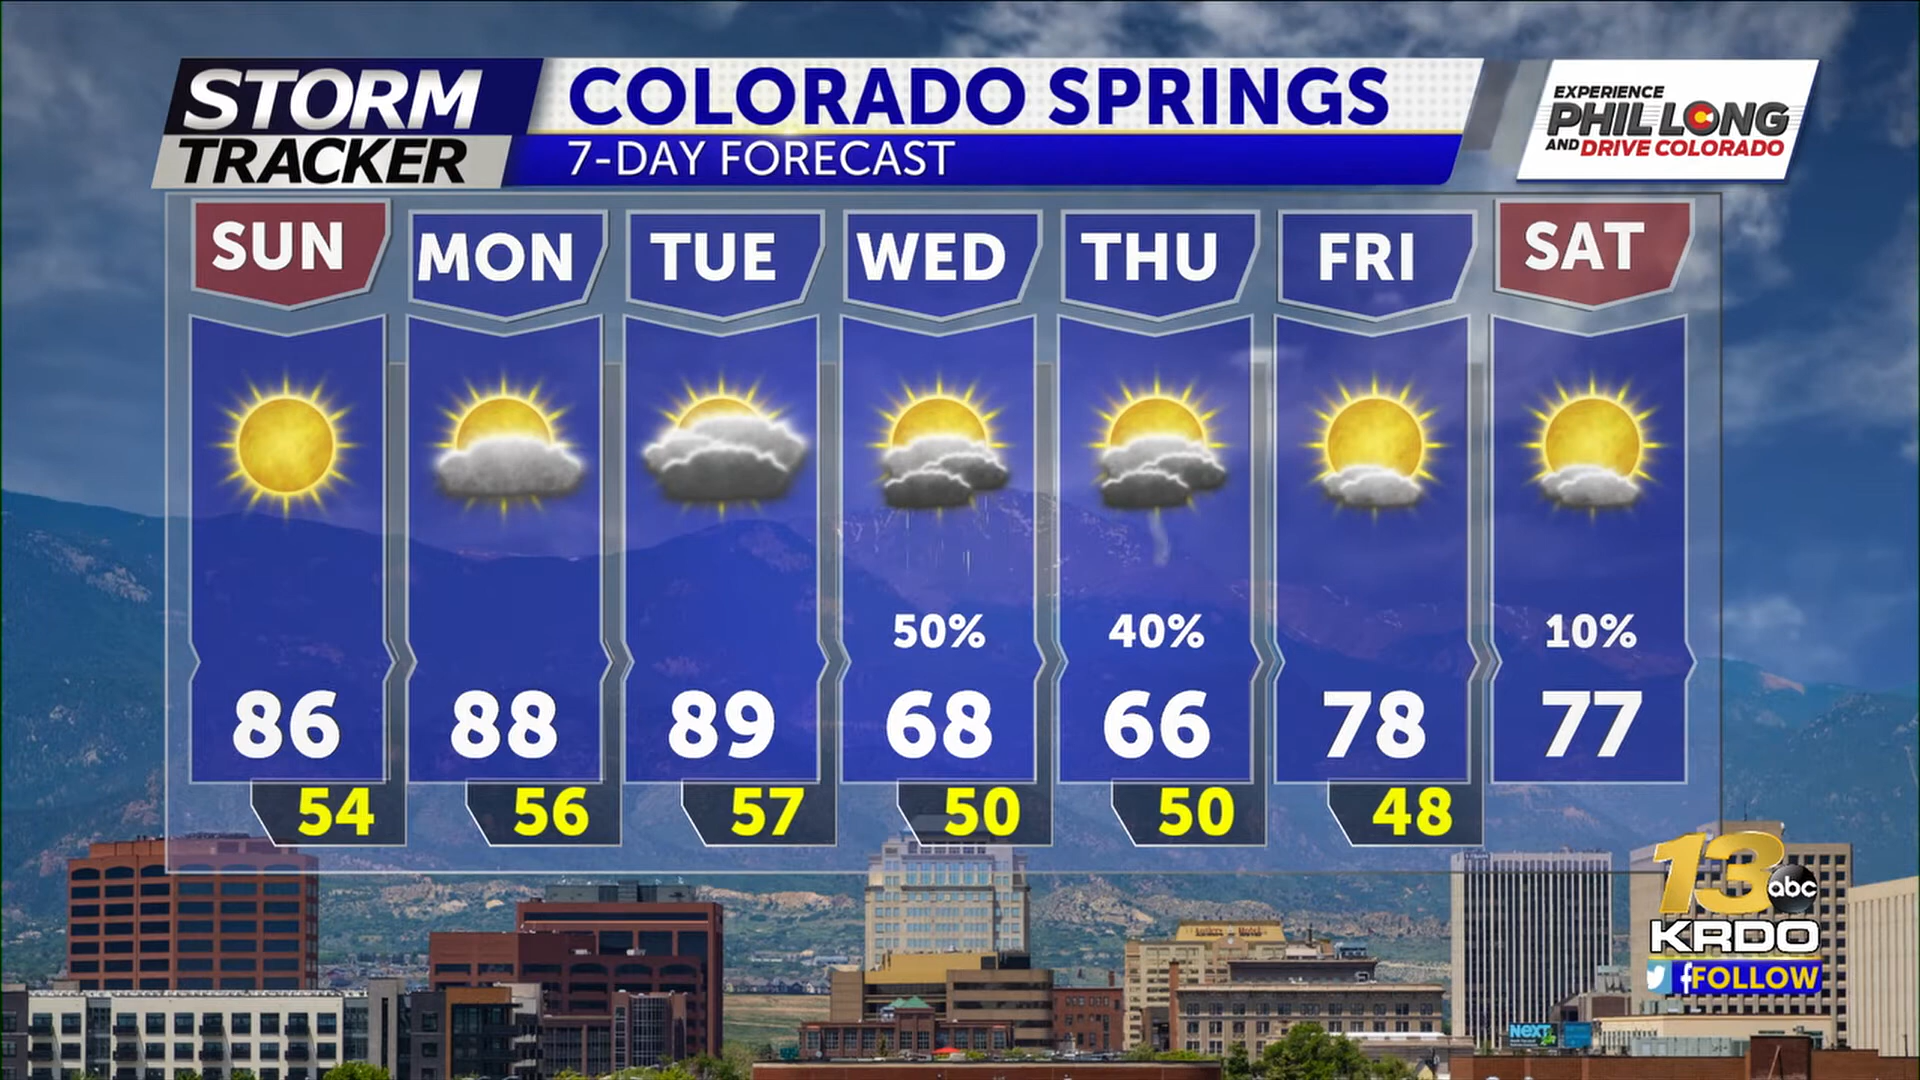 STORM
TRACKER
COLORADO SPRINGS
7-DAY FORECAST
EXPERIENCE
PHIL LONG
AND DRIVE COLORADO
SUN MON TUE WED THU FRI SAT
50% 40% 10%
86 88 89 68 66 78 77
54 56 57 50 50 48
13 abc
KRDO
FOLLOW
NEXT